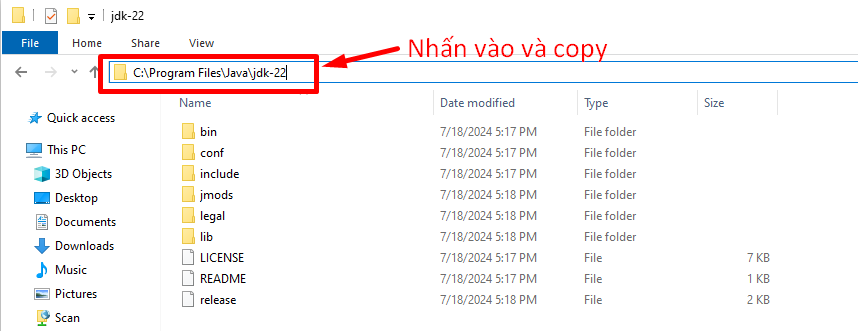 jdk-22
File Home Share View
Nhấn vào và copy
C:\Program Files\Java\jdk-22
Name Date modified Type Size
Quick access
This PC
3D Objects
Desktop
Documents
Downloads
Music
Pictures
Scan
bin 7/18/2024 5:17 PM File folder
conf 7/18/2024 5:17 PM File folder
include 7/18/2024 5:17 PM File folder
jmods 7/18/2024 5:18 PM File folder
legal 7/18/2024 5:18 PM File folder
lib 7/18/2024 5:18 PM File folder
LICENSE 7/18/2024 5:17 PM File 7 KB
README 7/18/2024 5:17 PM File 1 KB
release 7/18/2024 5:18 PM File 2 KB